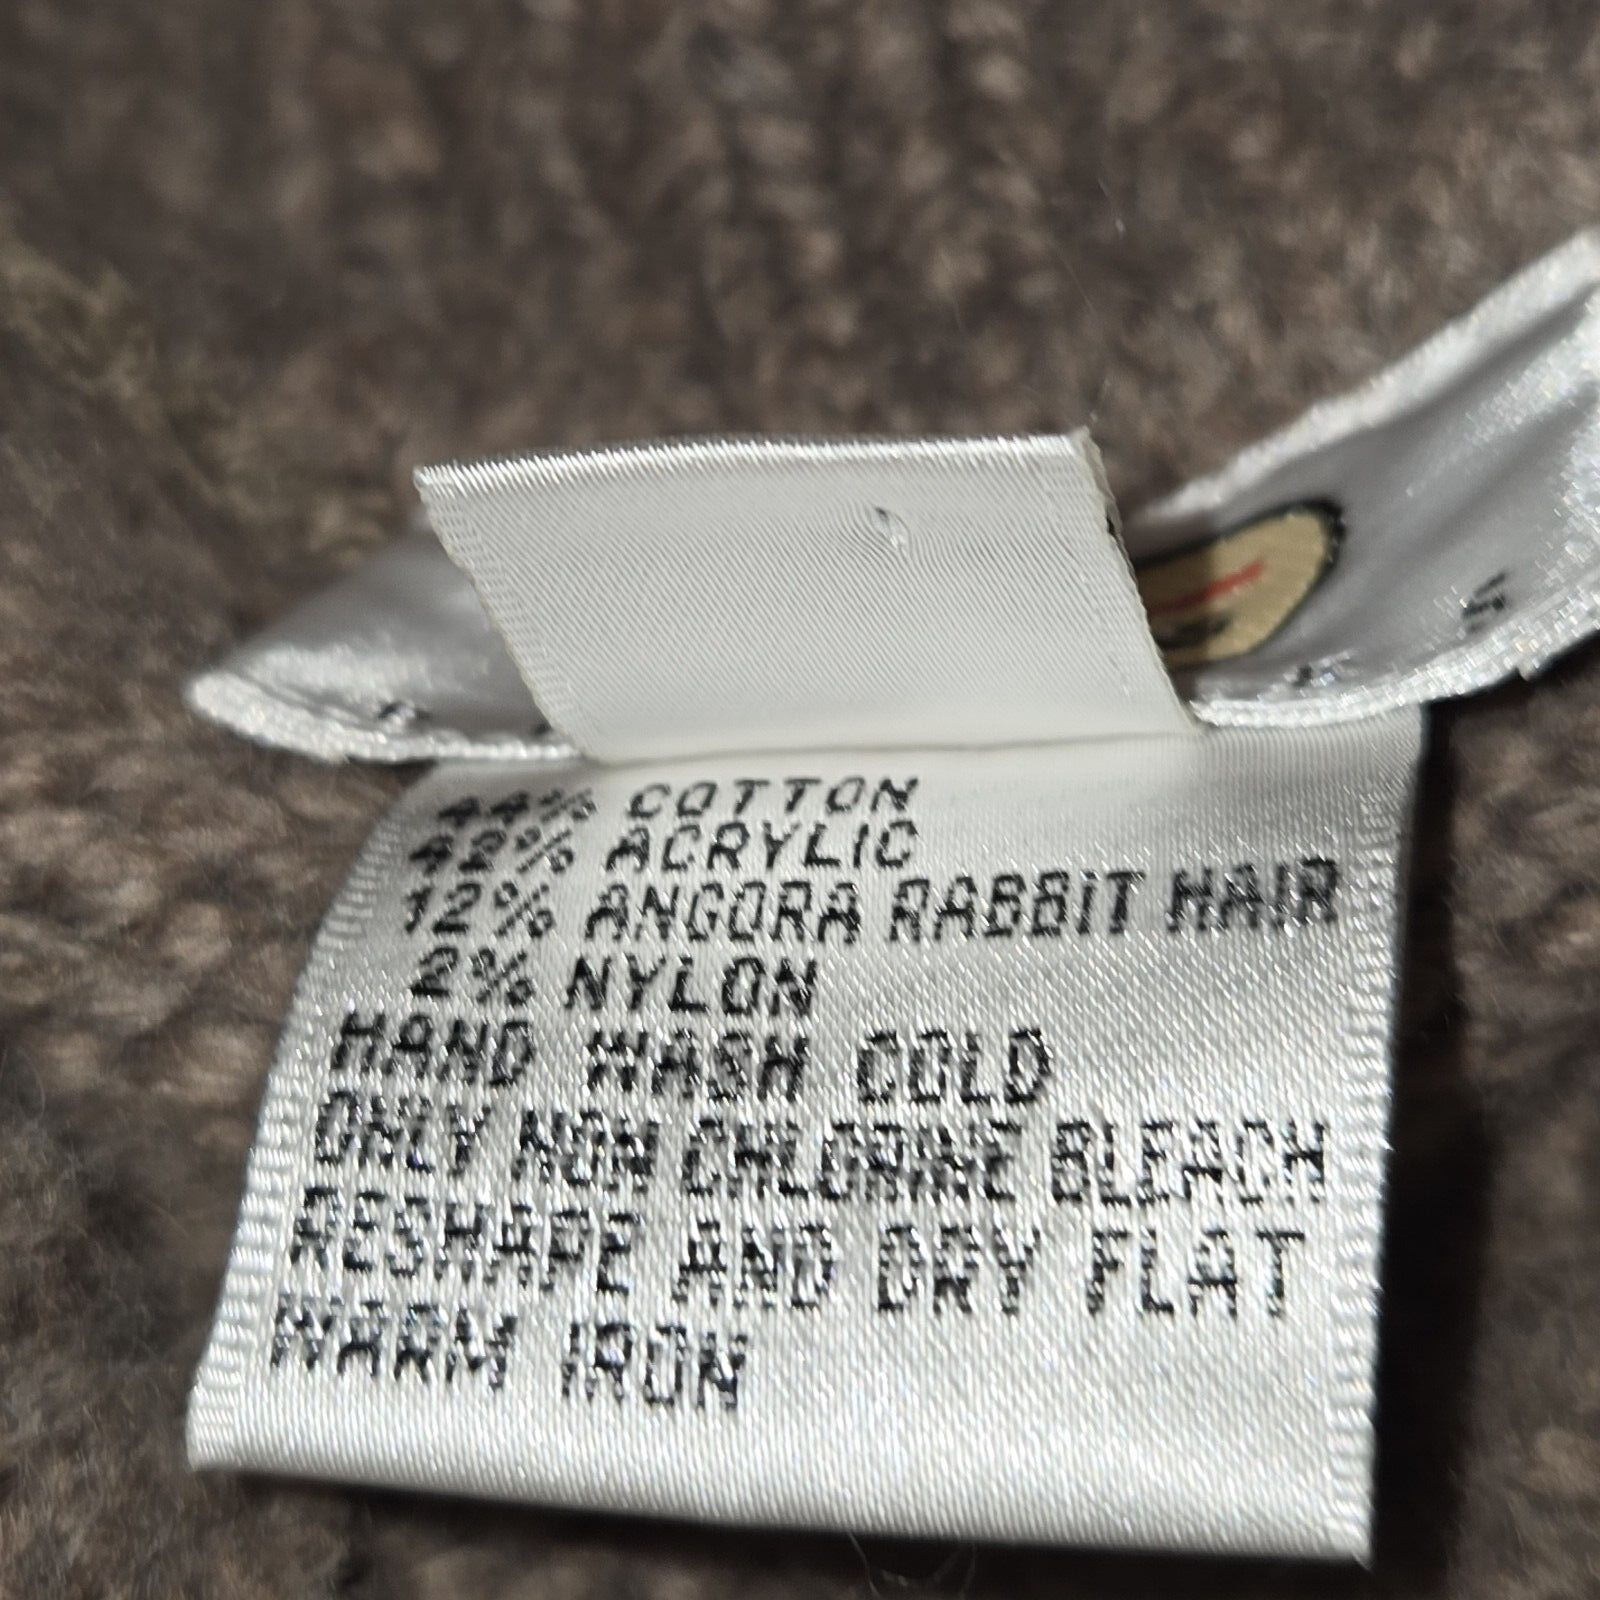 44% COTTON
42% ACRYLIC
12% ANGORA RABBIT HAIR
2% NYLON
HAND WASH COLD
ONLY NON CHLORINE BLEACH
RESHAPE AND DRY FLAT
WARM IRON